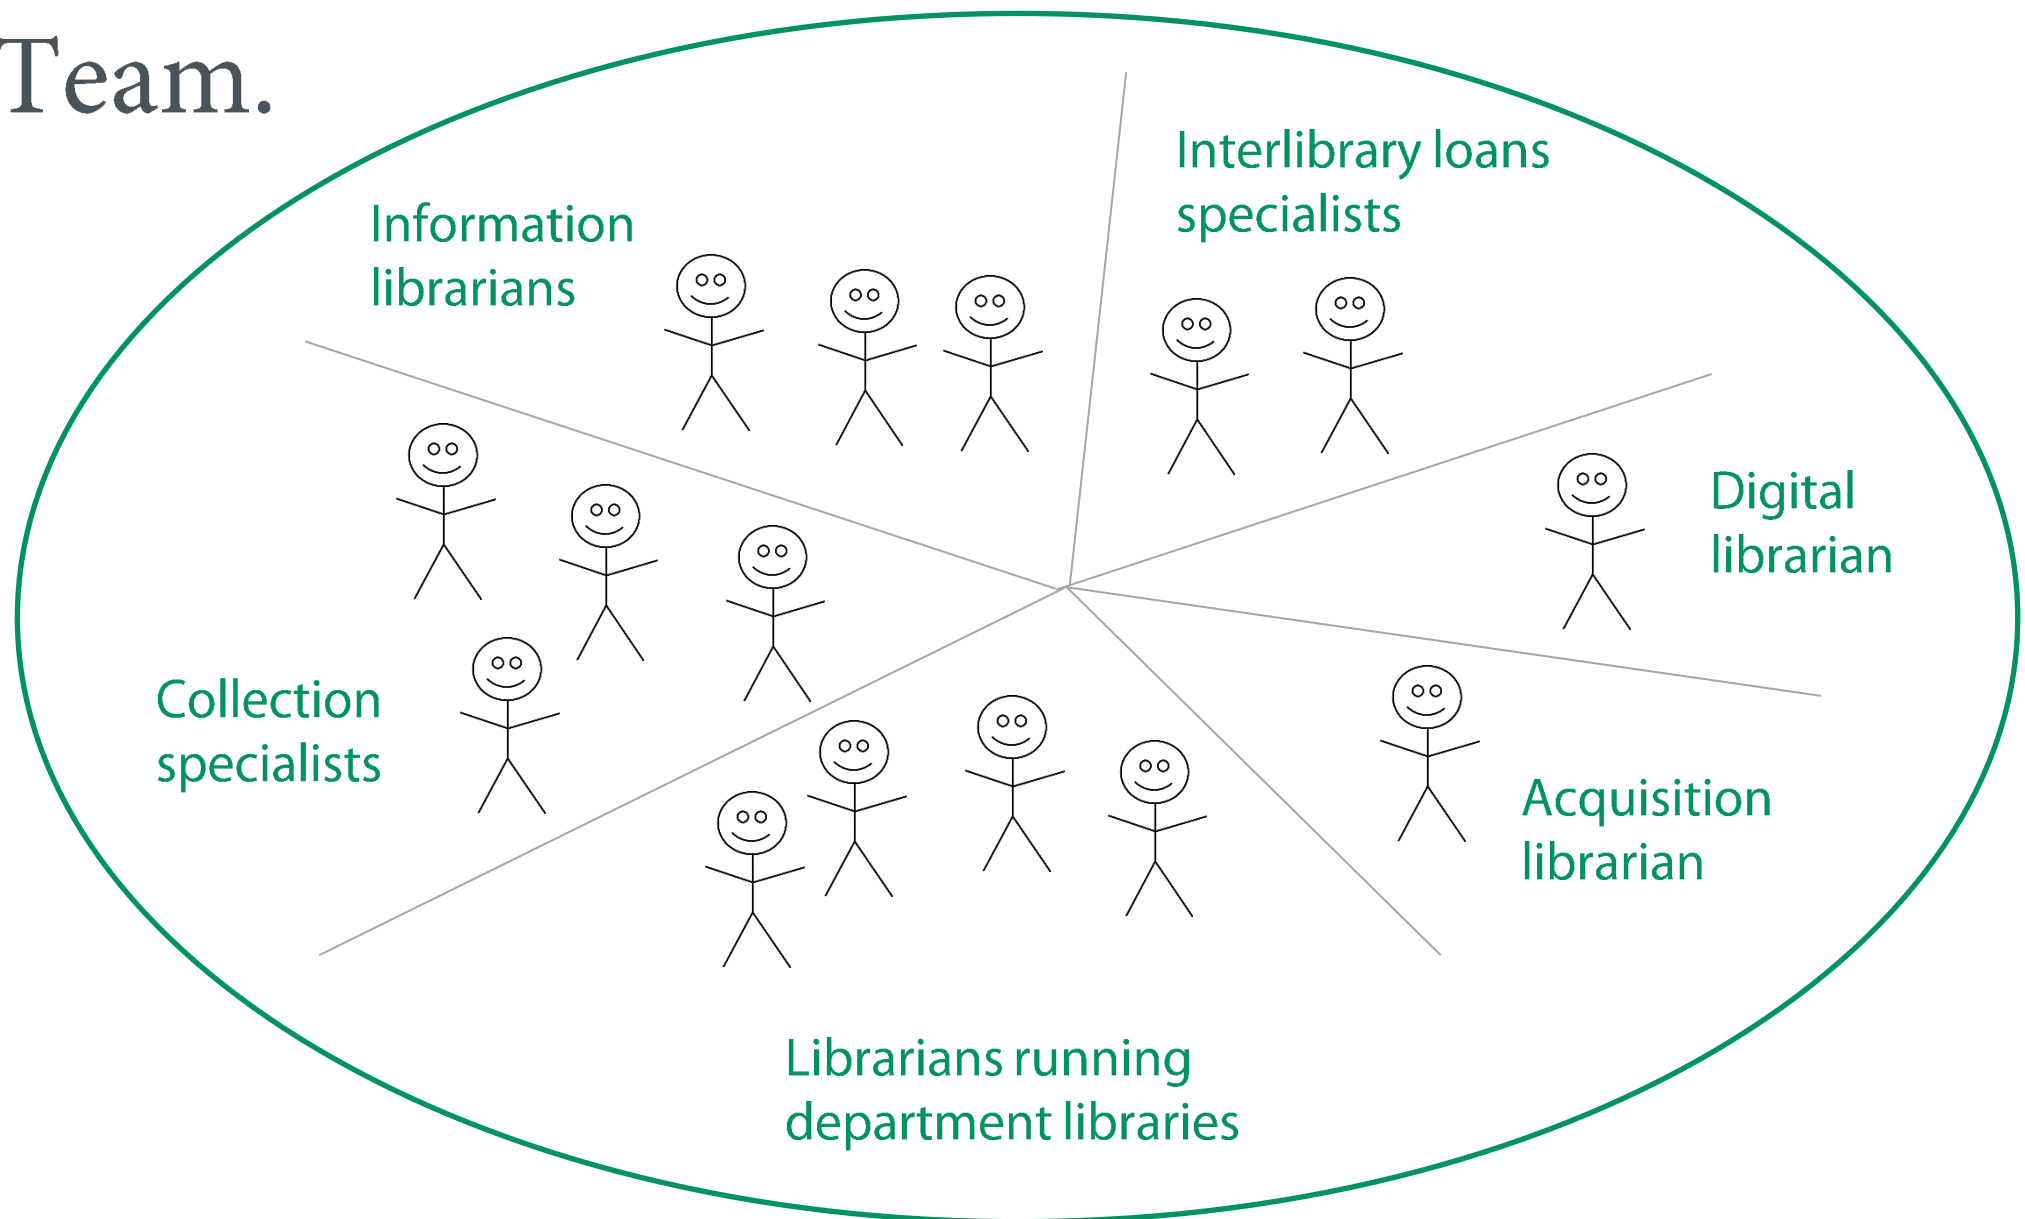 Team.
Information
librarians
Interlibrary loans
specialists
Digital
librarian
Collection
specialists
Acquisition
librarian
Librarians running
department libraries